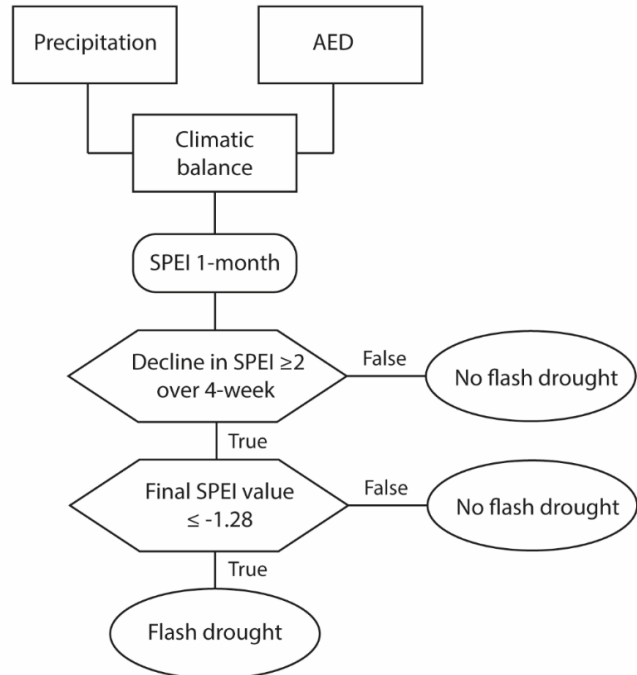 Precipitation
AED
Climatic
balance
SPEI 1-month
Decline in SPEI ≥2
over 4-week
False
No flash drought
True
Final SPEI value
≤ -1.28
False
No flash drought
True
Flash drought